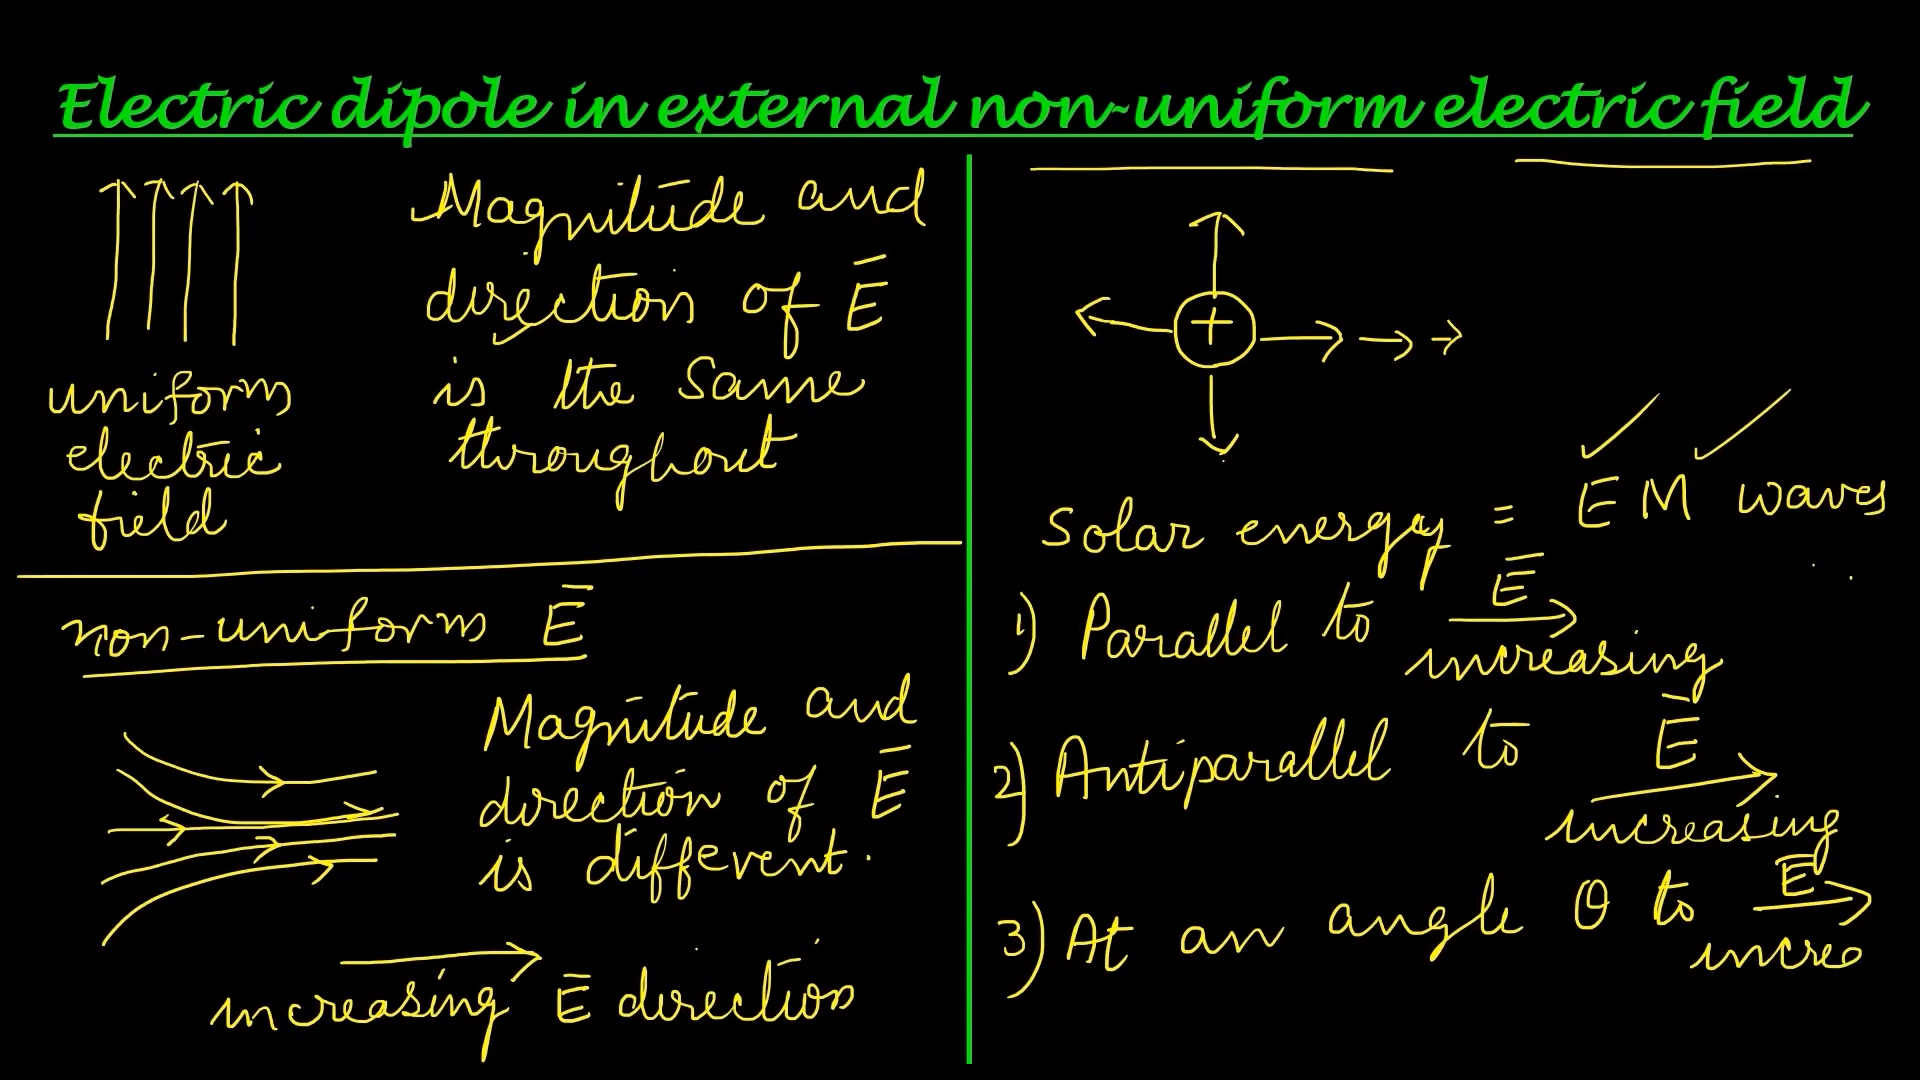 Electric dipole in external non-uniform electric field
uniform
electric
field
Magnitude and
direction of E
is the same
throughout
non-uniform E
Magnitude and
direction of E
is different.
increasing E direction
+
Solar energy = EM waves
1) Parallel to E
increasing
2) Antiparallel to E
increasing
3) At an angle θ to E
increa